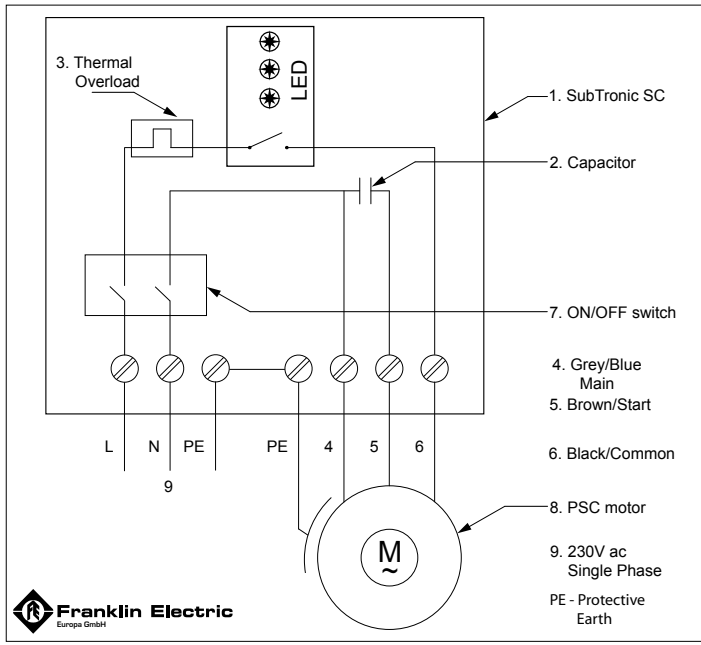 3. Thermal
Overload
LED
1. SubTronic SC
2. Capacitor
7. ON/OFF switch
4. Grey/Blue
Main
5. Brown/Start
L N PE PE 4 5 6
9
6. Black/Common
8. PSC motor
M
~
9. 230V ac
Single Phase
PE - Protective
Earth
FE
Franklin Electric
Europa GmbH